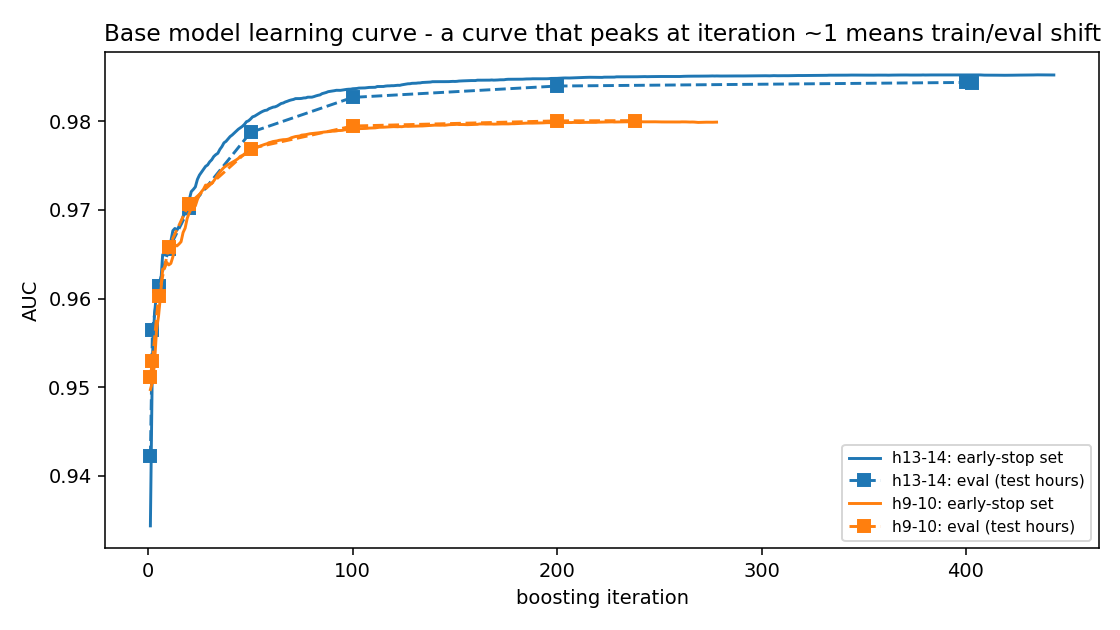 Base model learning curve - a curve that peaks at iteration ~1 means train/eval shift
AUC
0.98
0.97
0.96
0.95
0.94
0
100
200
300
400
boosting iteration
h13-14: early-stop set
h13-14: eval (test hours)
h9-10: early-stop set
h9-10: eval (test hours)